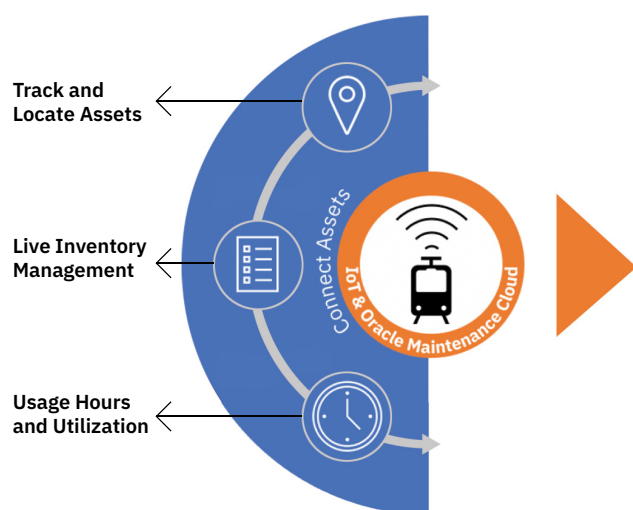 Track and
Locate Assets
Live Inventory
Management
Usage Hours
and Utilization
Connect Assets
IoT & Oracle Maintenance Cloud